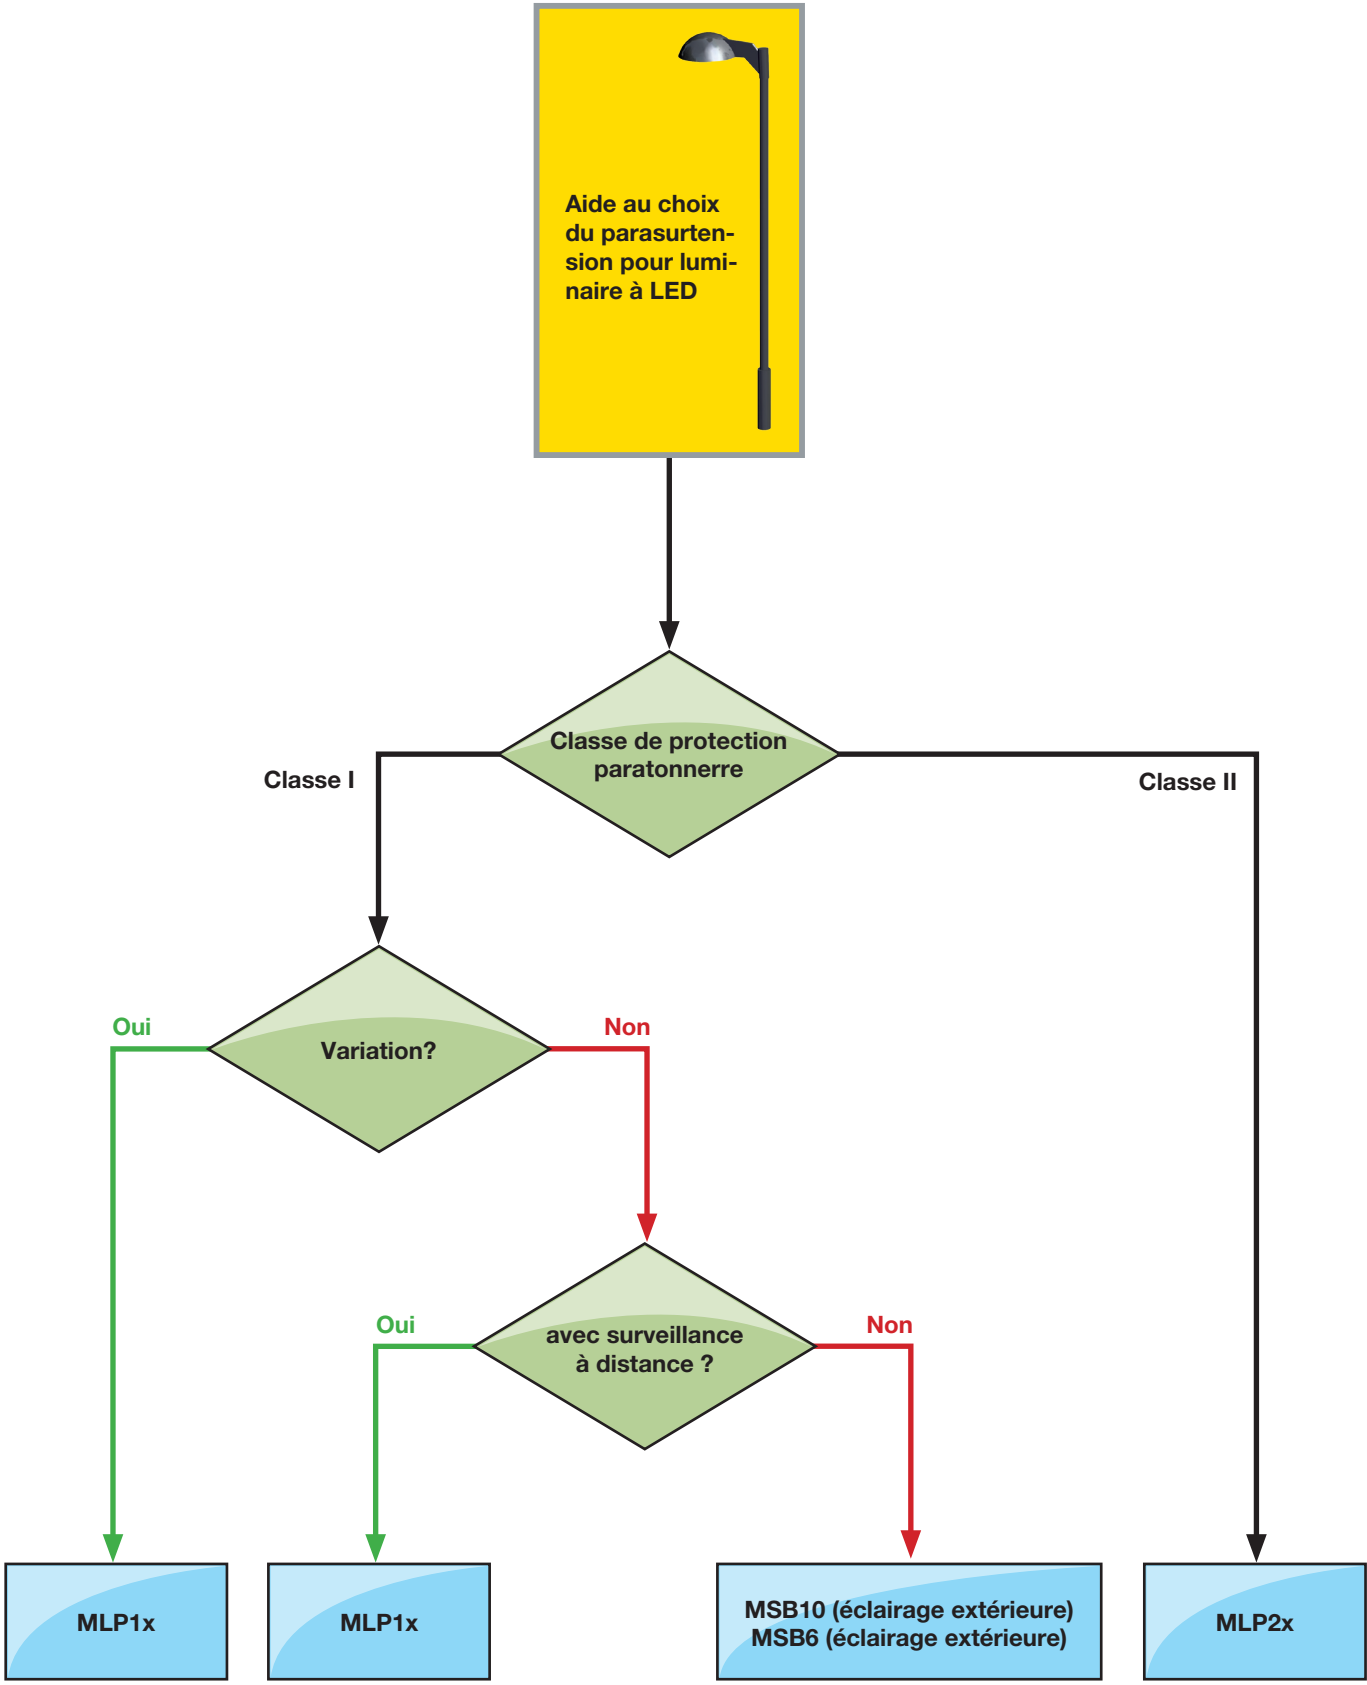 Aide au choix
du parasurten-
sion pour lumi-
naire à LED
Classe de protection
paratonnerre
Classe I
Classe II
Oui
Variation?
Non
Oui
avec surveillance
à distance ?
Non
MLP1x
MLP1x
MSB10 (éclairage extérieure)
MSB6 (éclairage extérieure)
MLP2x